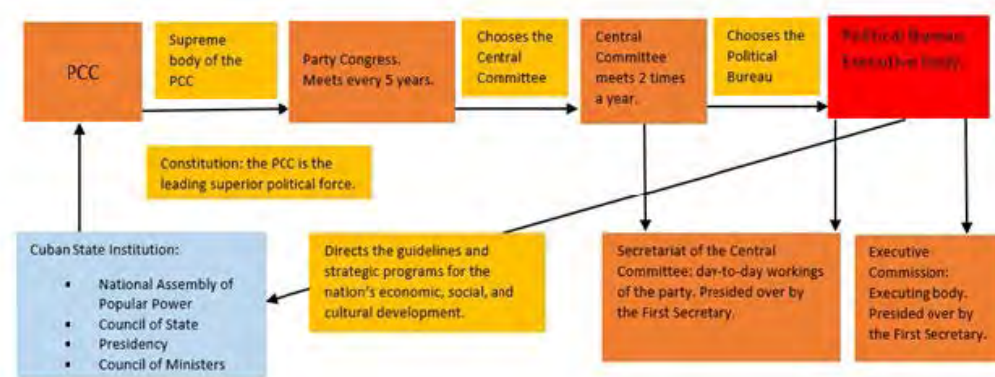 PCC
Supreme
body of the
PCC
Party Congress.
Meets every 5 years.
Chooses the
Central
Committee
Central
Committee
meets 2 times
a year.
Chooses the
Political
Bureau
Political Bureau.
Executive body.
Constitution: the PCC is the
leading superior political force.
Cuban State Institution:
▪ National Assembly of
Popular Power
▪ Council of State
▪ Presidency
▪ Council of Ministers
Directs the guidelines and
strategic programs for the
nation's economic, social, and
cultural development.
Secretariat of the Central
Committee: day-to-day workings
of the party. Presided over by
the First Secretary.
Executive
Commission:
Executing body.
Presided over by
the First Secretary.